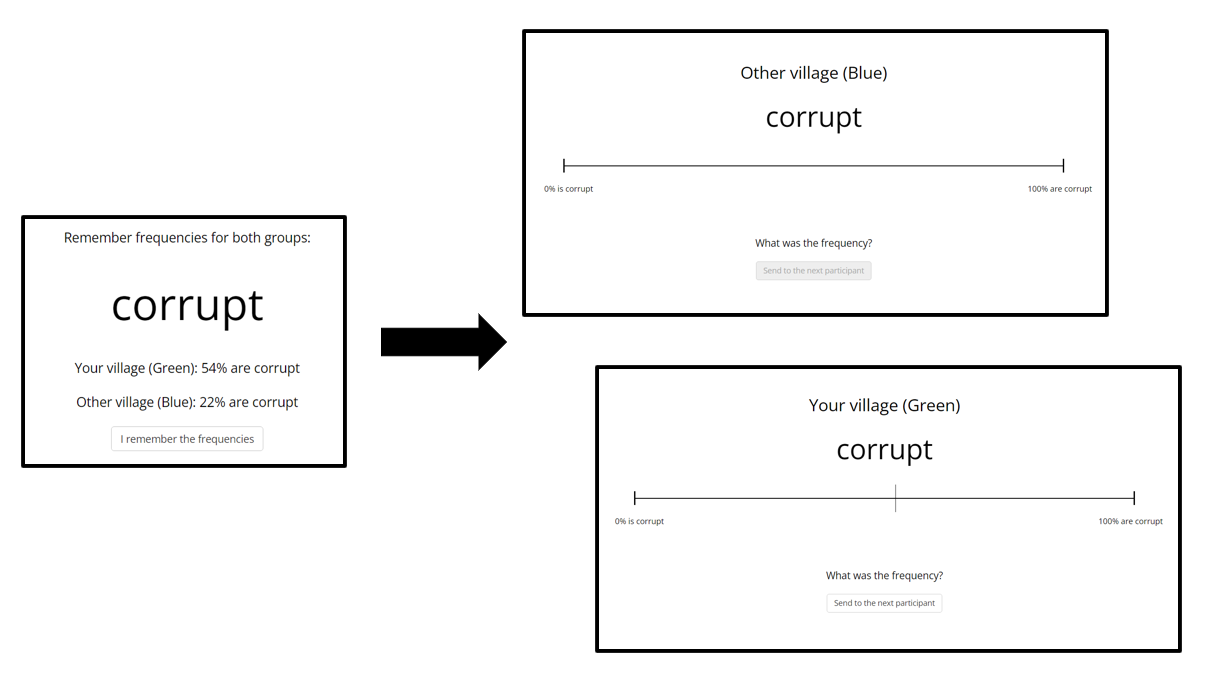 Remember frequencies for both groups:
corrupt
Your village (Green): 54% are corrupt
Other village (Blue): 22% are corrupt
I remember the frequencies
Other village (Blue)
corrupt
0% is corrupt
100% are corrupt
What was the frequency?
Send to the next participant
Your village (Green)
corrupt
0% is corrupt
100% are corrupt
What was the frequency?
Send to the next participant